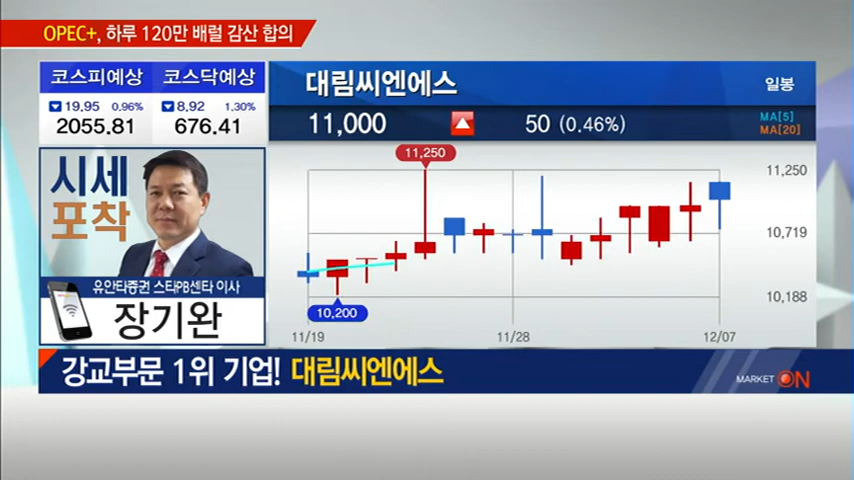 OPEC+, 하루 120만 배럴 감산 합의
코스피예상 코스닥예상
19,95 0,96% 8,92 1,30%
2055.81 676.41
대림씨엔에스 일봉
11,000 50 (0.46%)
MA[5]
MA[20]
시세
포착
유안타증권 스타PB센타 이사
장기완
11,250
11,250
10,719
10,188
10,200
11/19 11/28 12/07
강교부문 1위 기업! 대림씨엔에스
MARKET ON